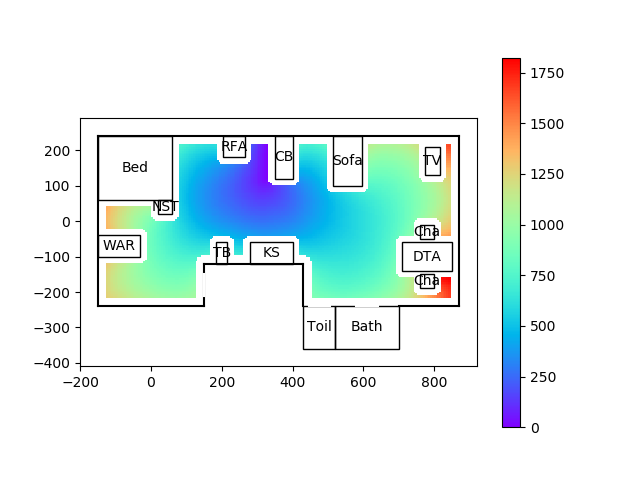 200
100
0
−100
−200
−300
−400
−200
0
200
400
600
800
Bed
RFA
CB
Sofa
TV
NST
WAR
TB
KS
Cha
DTA
Cha
Toil
Bath
1750
1500
1250
1000
750
500
250
0